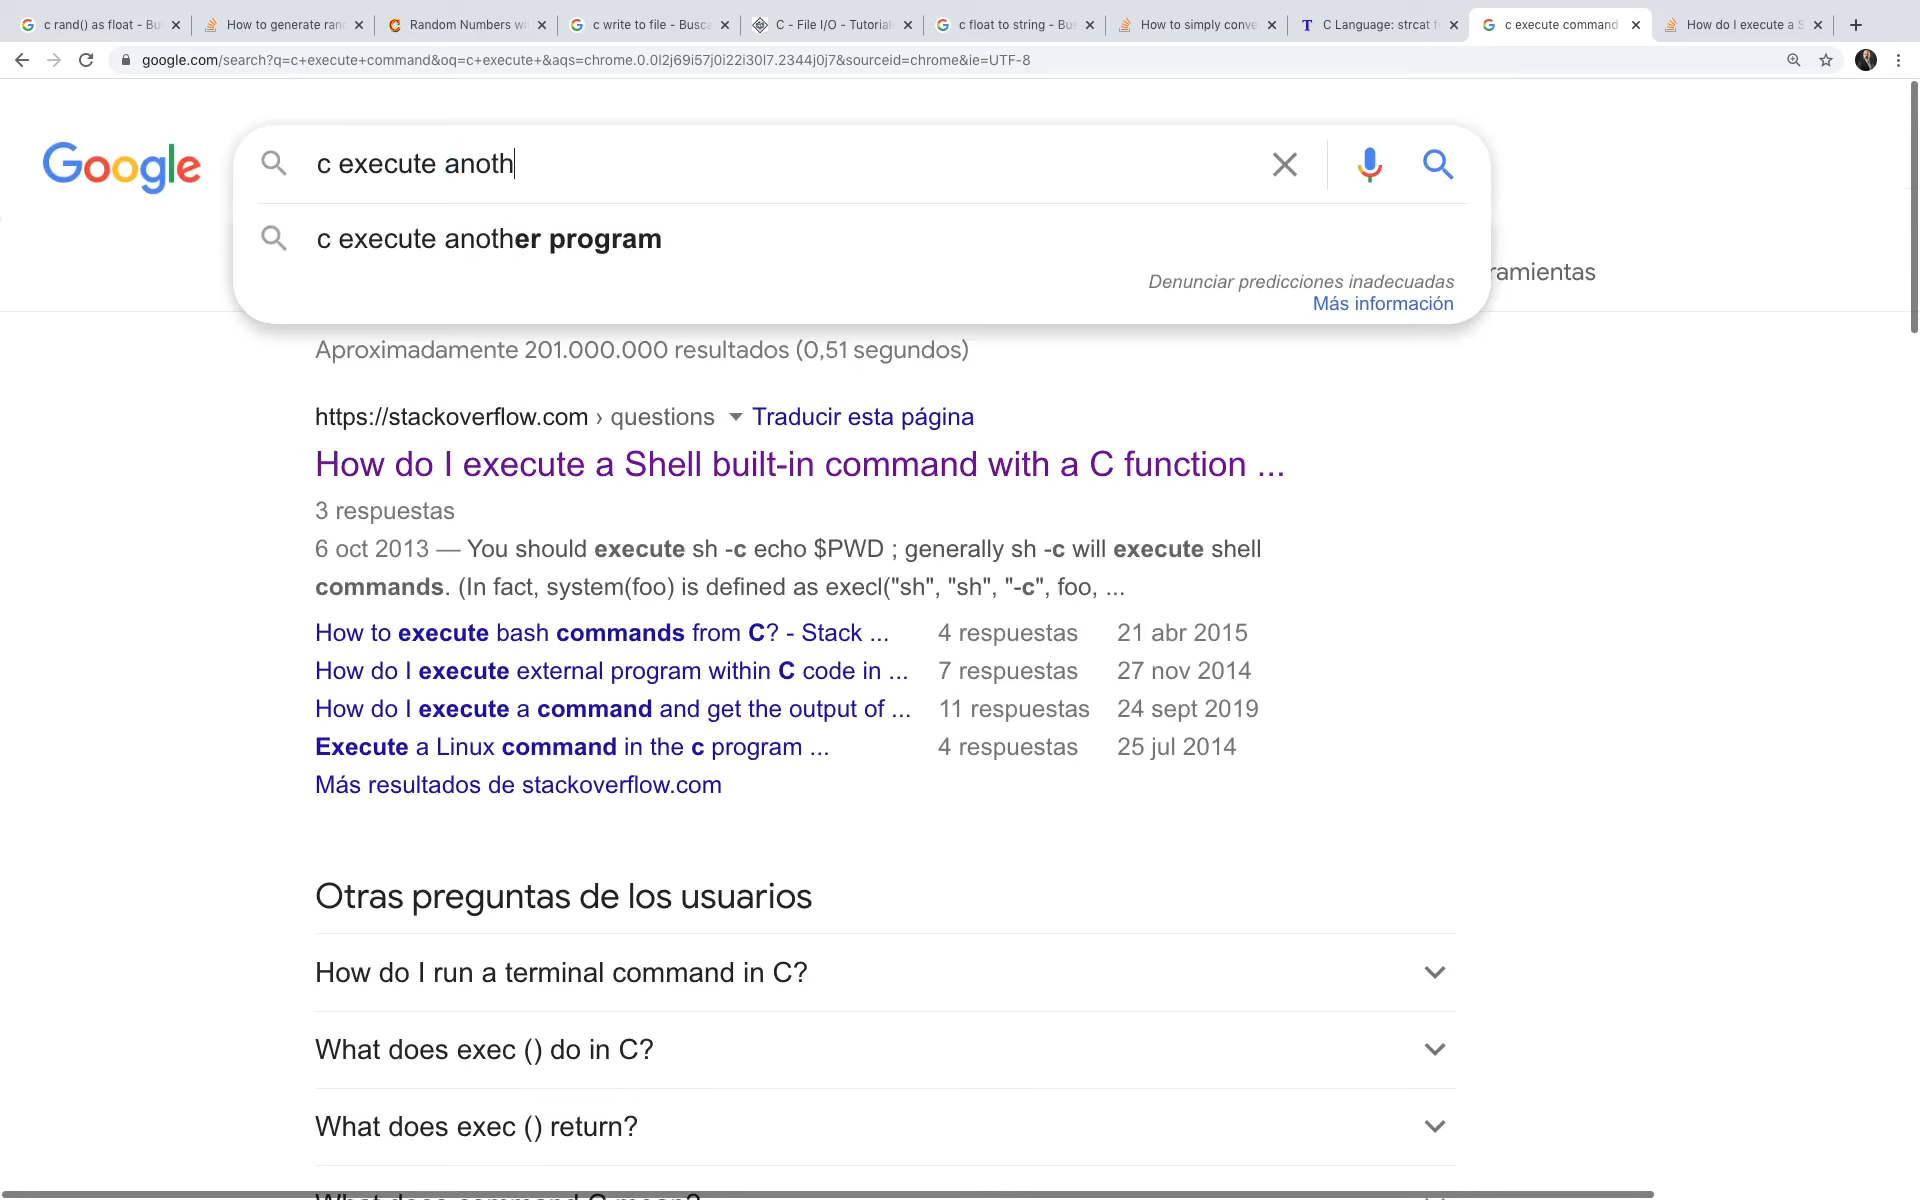 c rand() as float - Bu
How to generate ran
Random Numbers wi
c write to file - Busca
C - File I/O - Tutorial
c float to string - Bu
How to simply conve
C Language: strcat f
c execute command
How do I execute a S
google.com/search?q=c+execute+command&oq=c+execute+&aqs=chrome.0.0l2j69i57j0i22i30l7.2344j0j7&sourceid=chrome&ie=UTF-8
Google
c execute anoth
c execute another program
Denunciar predicciones inadecuadas
Más información
ramientas
Aproximadamente 201.000.000 resultados (0,51 segundos)
https://stackoverflow.com › questions Traducir esta página
How do I execute a Shell built-in command with a C function ...
3 respuestas
6 oct 2013 — You should execute sh -c echo $PWD ; generally sh -c will execute shell
commands. (In fact, system(foo) is defined as execl("sh", "sh", "-c", foo, ...
How to execute bash commands from C? - Stack ... 4 respuestas 21 abr 2015
How do I execute external program within C code in ... 7 respuestas 27 nov 2014
How do I execute a command and get the output of ... 11 respuestas 24 sept 2019
Execute a Linux command in the c program ... 4 respuestas 25 jul 2014
Más resultados de stackoverflow.com
Otras preguntas de los usuarios
How do I run a terminal command in C?
What does exec () do in C?
What does exec () return?
What does command C mean?